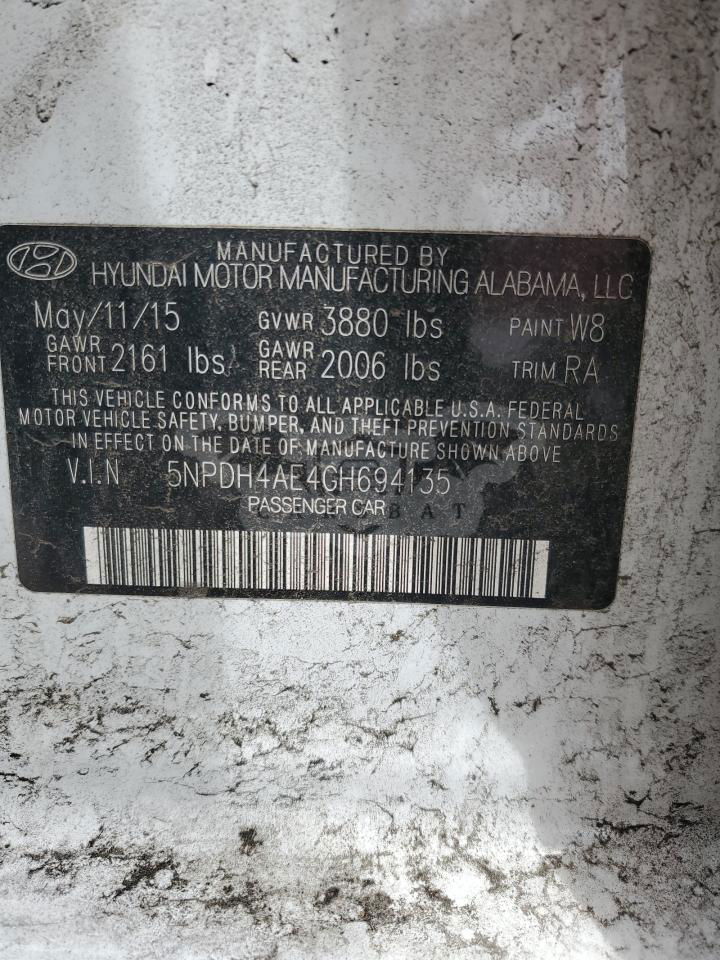 MANUFACTURED BY
HYUNDAI MOTOR MANUFACTURING ALABAMA, LLC
May/11/15 GVWR 3880 lbs PAINT W8
GAWR FRONT 2161 lbs GAWR REAR 2006 lbs TRIM RA
THIS VEHICLE CONFORMS TO ALL APPLICABLE U.S.A. FEDERAL
MOTOR VEHICLE SAFETY, BUMPER, AND THEFT PREVENTION STANDARDS
IN EFFECT ON THE DATE OF MANUFACTURE SHOWN ABOVE
V.I.N 5NPDH4AE4GH694135
PASSENGER CAR